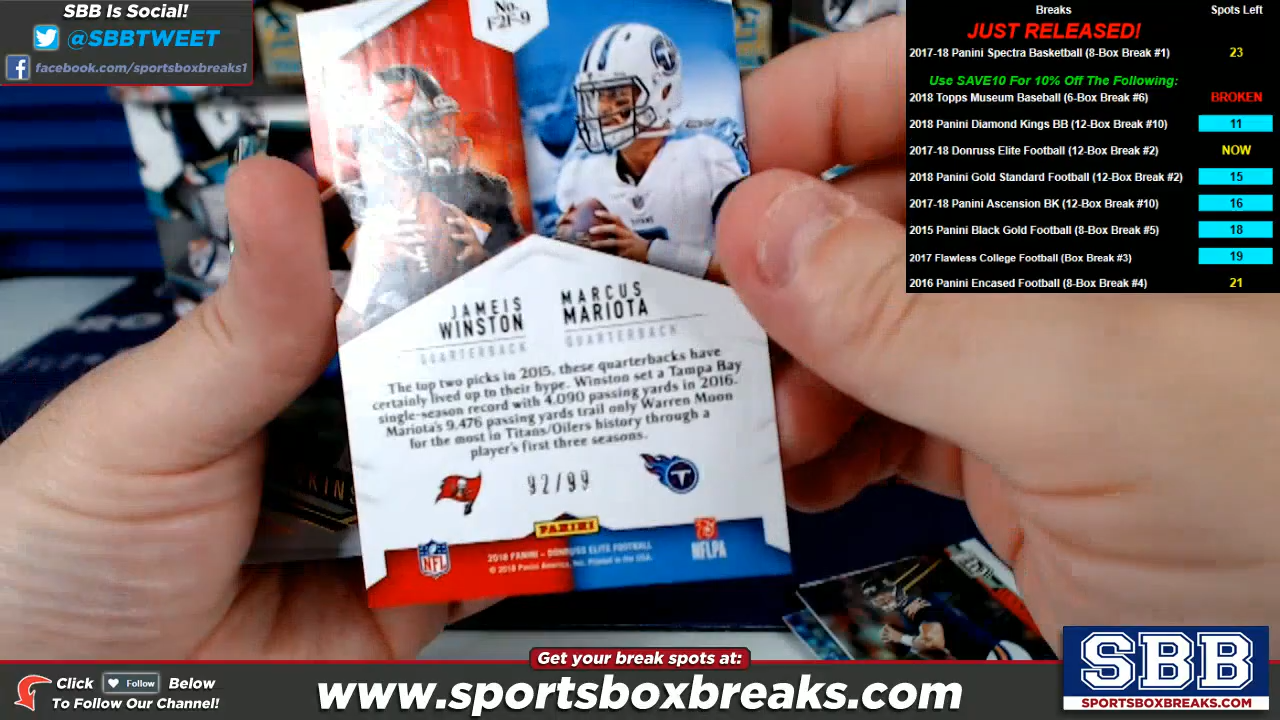 SBB Is Social!
@SBBTWEET
facebook.com/sportsboxbreaks1
Breaks Spots Left
JUST RELEASED!
2017-18 Panini Spectra Basketball (8-Box Break #1) 23
Use SAVE10 For 10% Off The Following:
2018 Topps Museum Baseball (6-Box Break #6) BROKEN
2018 Panini Diamond Kings BB (12-Box Break #10) 11
2017-18 Donruss Elite Football (12-Box Break #2) NOW
2018 Panini Gold Standard Football (12-Box Break #2) 15
2017-18 Panini Ascension BK (12-Box Break #10) 16
2015 Panini Black Gold Football (8-Box Break #5) 18
2017 Flawless College Football (Box Break #3) 19
2016 Panini Encased Football (8-Box Break #4) 21
No.
F2F-9
JAMEIS
WINSTON
QUARTERBACK
MARCUS
MARIOTA
QUARTERBACK
The top two picks in 2015, these quarterbacks have
certainly lived up to their hype. Winston set a Tampa Bay
single-season record with 4,090 passing yards in 2016.
Mariota's 9,476 passing yards trail only Warren Moon
for the most in Titans/Oilers history through a
player's first three seasons.
92/99
PANINI
NFL
2018 PANINI – DONRUSS ELITE FOOTBALL
© 2018 Panini America, Inc. Printed in the USA.
NFLPA
Get your break spots at:
Click Follow Below
To Follow Our Channel!
www.sportsboxbreaks.com
SBB
SPORTSBOXBREAKS.COM